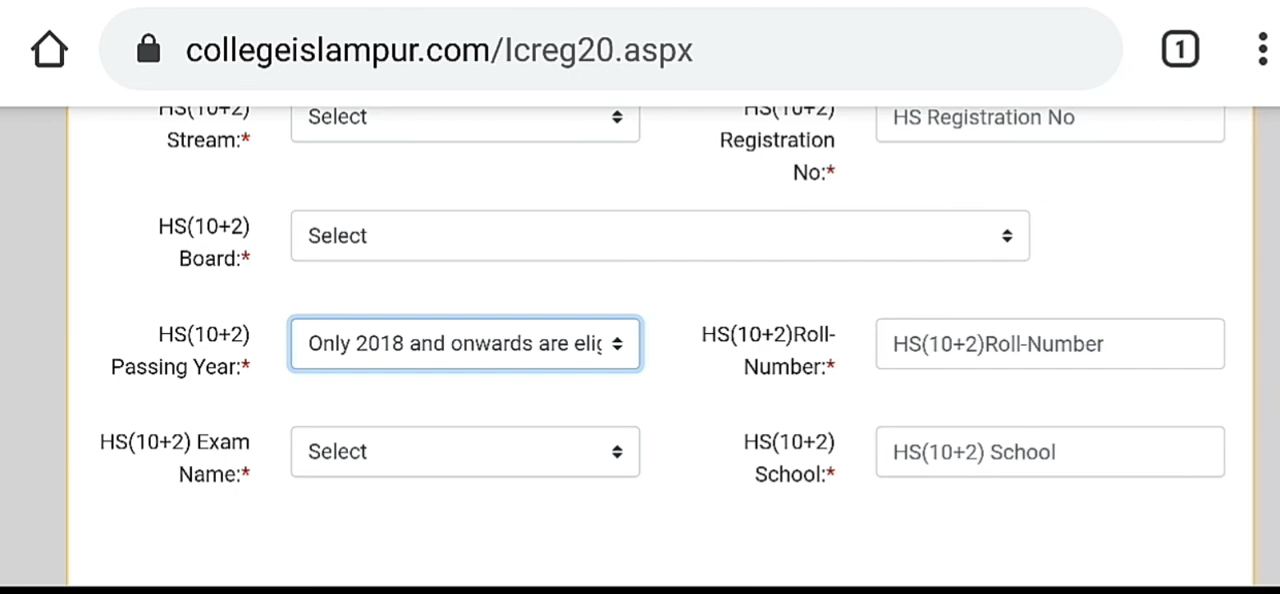 collegeislampur.com/Icreg20.aspx
1
HS(10+2)
Stream:*
Select
HS(10+2)
Registration
No:*
HS Registration No
HS(10+2)
Board:*
Select
HS(10+2)
Passing Year:*
Only 2018 and onwards are elig
HS(10+2)Roll-
Number:*
HS(10+2)Roll-Number
HS(10+2) Exam
Name:*
Select
HS(10+2)
School:*
HS(10+2) School